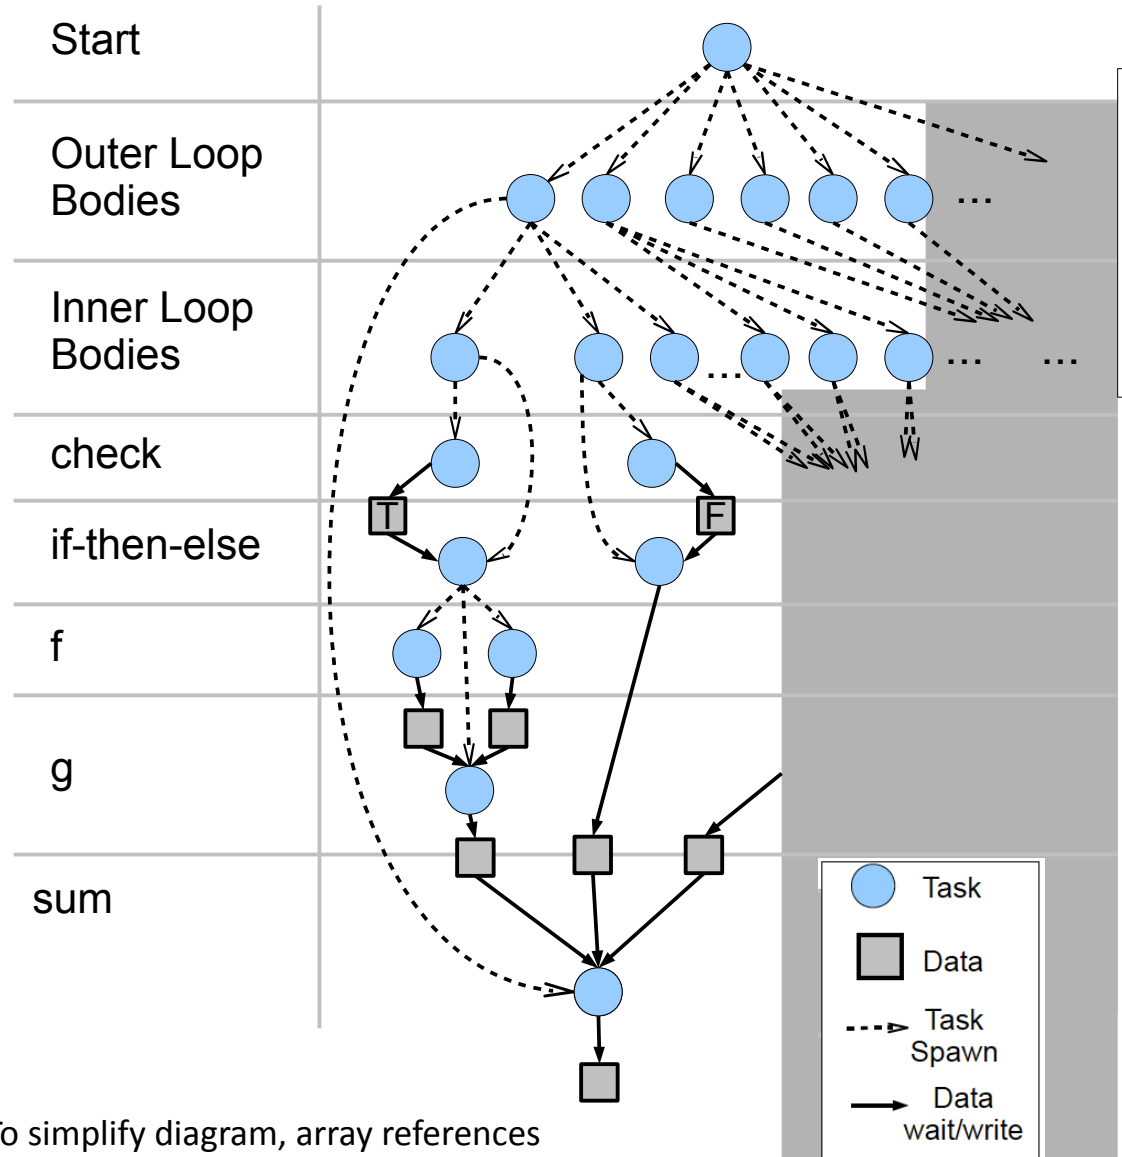 Start
Outer Loop
Bodies
...
Inner Loop
Bodies
...
...
...
check
T
F
if-then-else
f
g
sum
Task
Data
Task
Spawn
Data
wait/write
To simplify diagram, array references